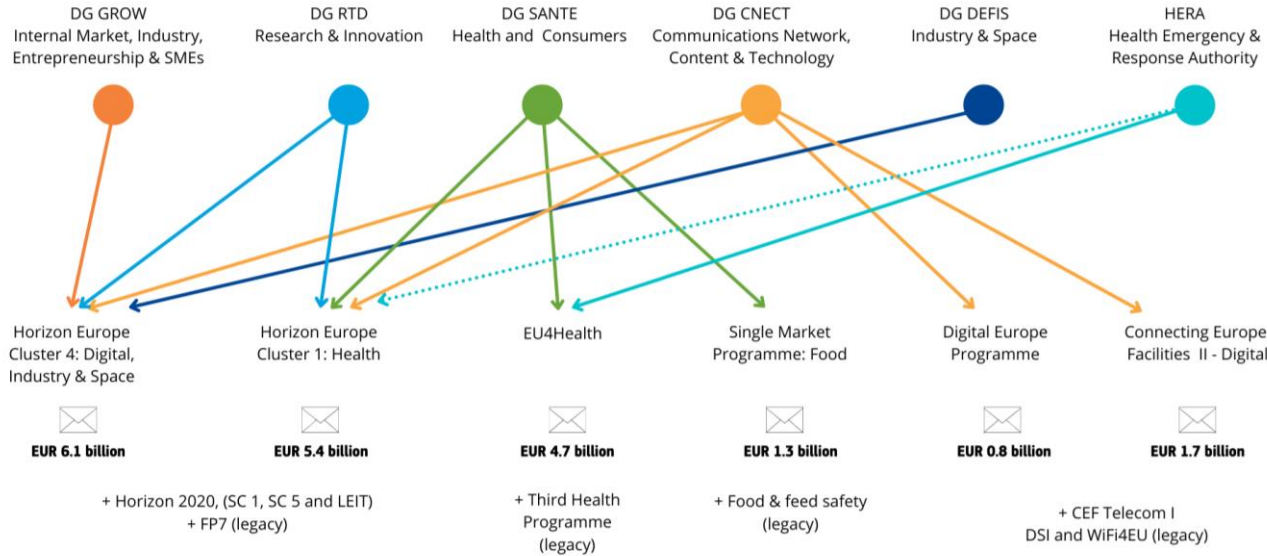 DG GROW
Internal Market, Industry,
Entrepreneurship & SMEs
DG RTD
Research & Innovation
DG SANTE
Health and Consumers
DG CNECT
Communications Network,
Content & Technology
DG DEFIS
Industry & Space
HERA
Health Emergency &
Response Authority
Horizon Europe
Cluster 4: Digital,
Industry & Space
Horizon Europe
Cluster 1: Health
EU4Health
Single Market
Programme: Food
Digital Europe
Programme
Connecting Europe
Facilities II - Digital
EUR 6.1 billion
EUR 5.4 billion
EUR 4.7 billion
EUR 1.3 billion
EUR 0.8 billion
EUR 1.7 billion
+ Horizon 2020, (SC 1, SC 5 and LEIT)
+ FP7 (legacy)
+ Third Health
Programme
(legacy)
+ Food & feed safety
(legacy)
+ CEF Telecom I
DSI and WiFi4EU (legacy)